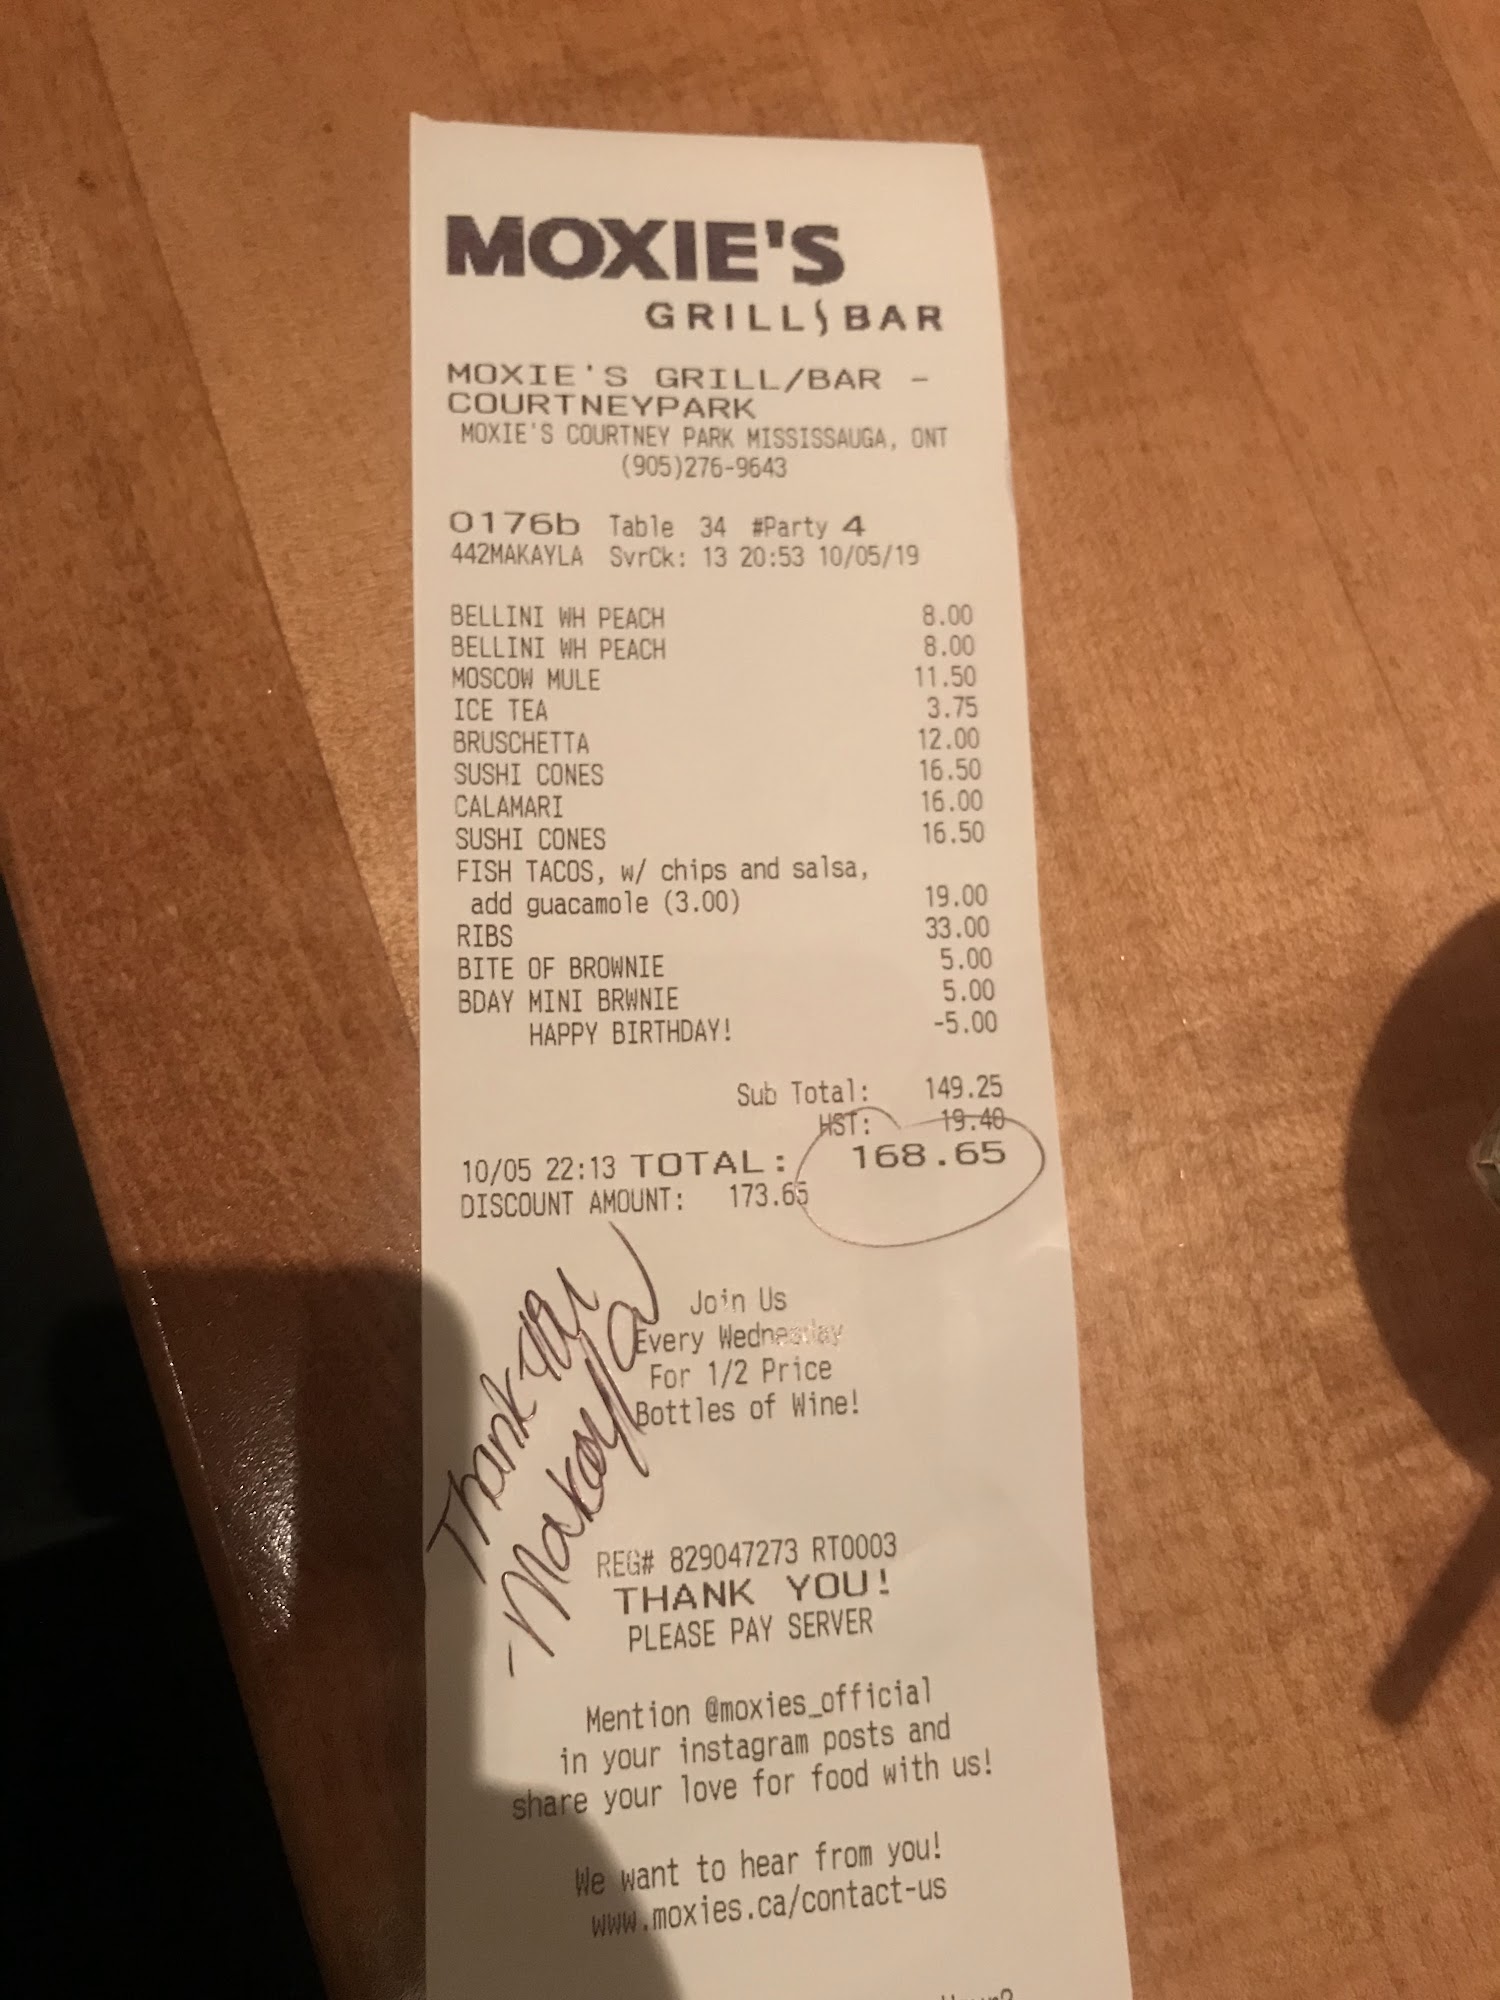 MOXIE'S
GRILL BAR
MOXIE'S GRILL/BAR -
COURTNEYPARK
MOXIE'S COURTNEY PARK MISSISSAUGA, ONT
(905)276-9643
0176b Table 34 #Party 4
442MAKAYLA SvrCk: 13 20:53 10/05/19
BELLINI WH PEACH 8.00
BELLINI WH PEACH 8.00
MOSCOW MULE 11.50
ICE TEA 3.75
BRUSCHETTA 12.00
SUSHI CONES 16.50
CALAMARI 16.00
SUSHI CONES 16.50
FISH TACOS, w/ chips and salsa,
add guacamole (3.00) 19.00
RIBS 33.00
BITE OF BROWNIE 5.00
BDAY MINI BRWNIE 5.00
HAPPY BIRTHDAY! -5.00
Sub Total: 149.25
HST: 19.40
10/05 22:13 TOTAL: 168.65
DISCOUNT AMOUNT: 173.65
Thank you
-Makayla
Join Us
Every Wednesday
For 1/2 Price
Bottles of Wine!
REG# 829047273 RT0003
THANK YOU!
PLEASE PAY SERVER
Mention @moxies_official
in your instagram posts and
share your love for food with us!
We want to hear from you!
www.moxies.ca/contact-us